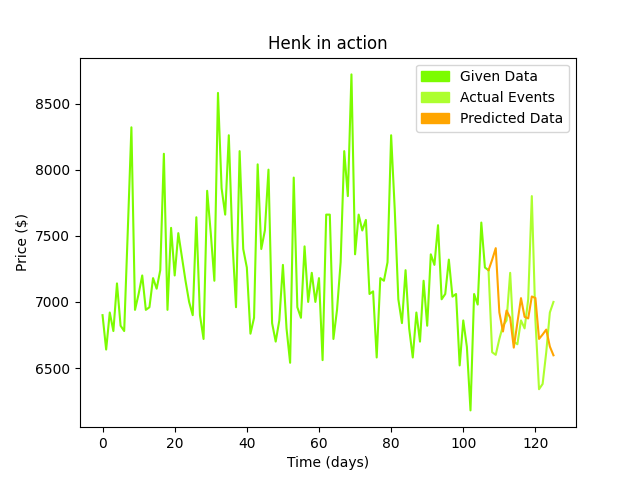 Henk in action
Given Data
Actual Events
Predicted Data
8500
8000
7500
7000
6500
Price ($)
0 20 40 60 80 100 120
Time (days)